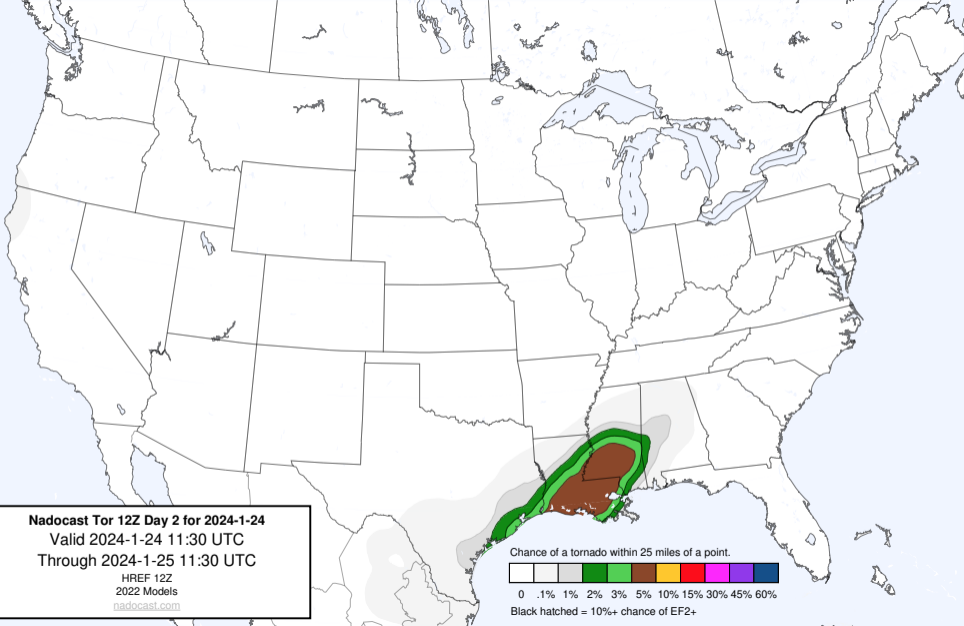 Nadocast Tor 12Z Day 2 for 2024-1-24
Valid 2024-1-24 11:30 UTC
Through 2024-1-25 11:30 UTC
HREF 12Z
2022 Models
nadocast.com
Chance of a tornado within 25 miles of a point.
0 .1% 1% 2% 3% 5% 10% 15% 30% 45% 60%
Black hatched = 10%+ chance of EF2+